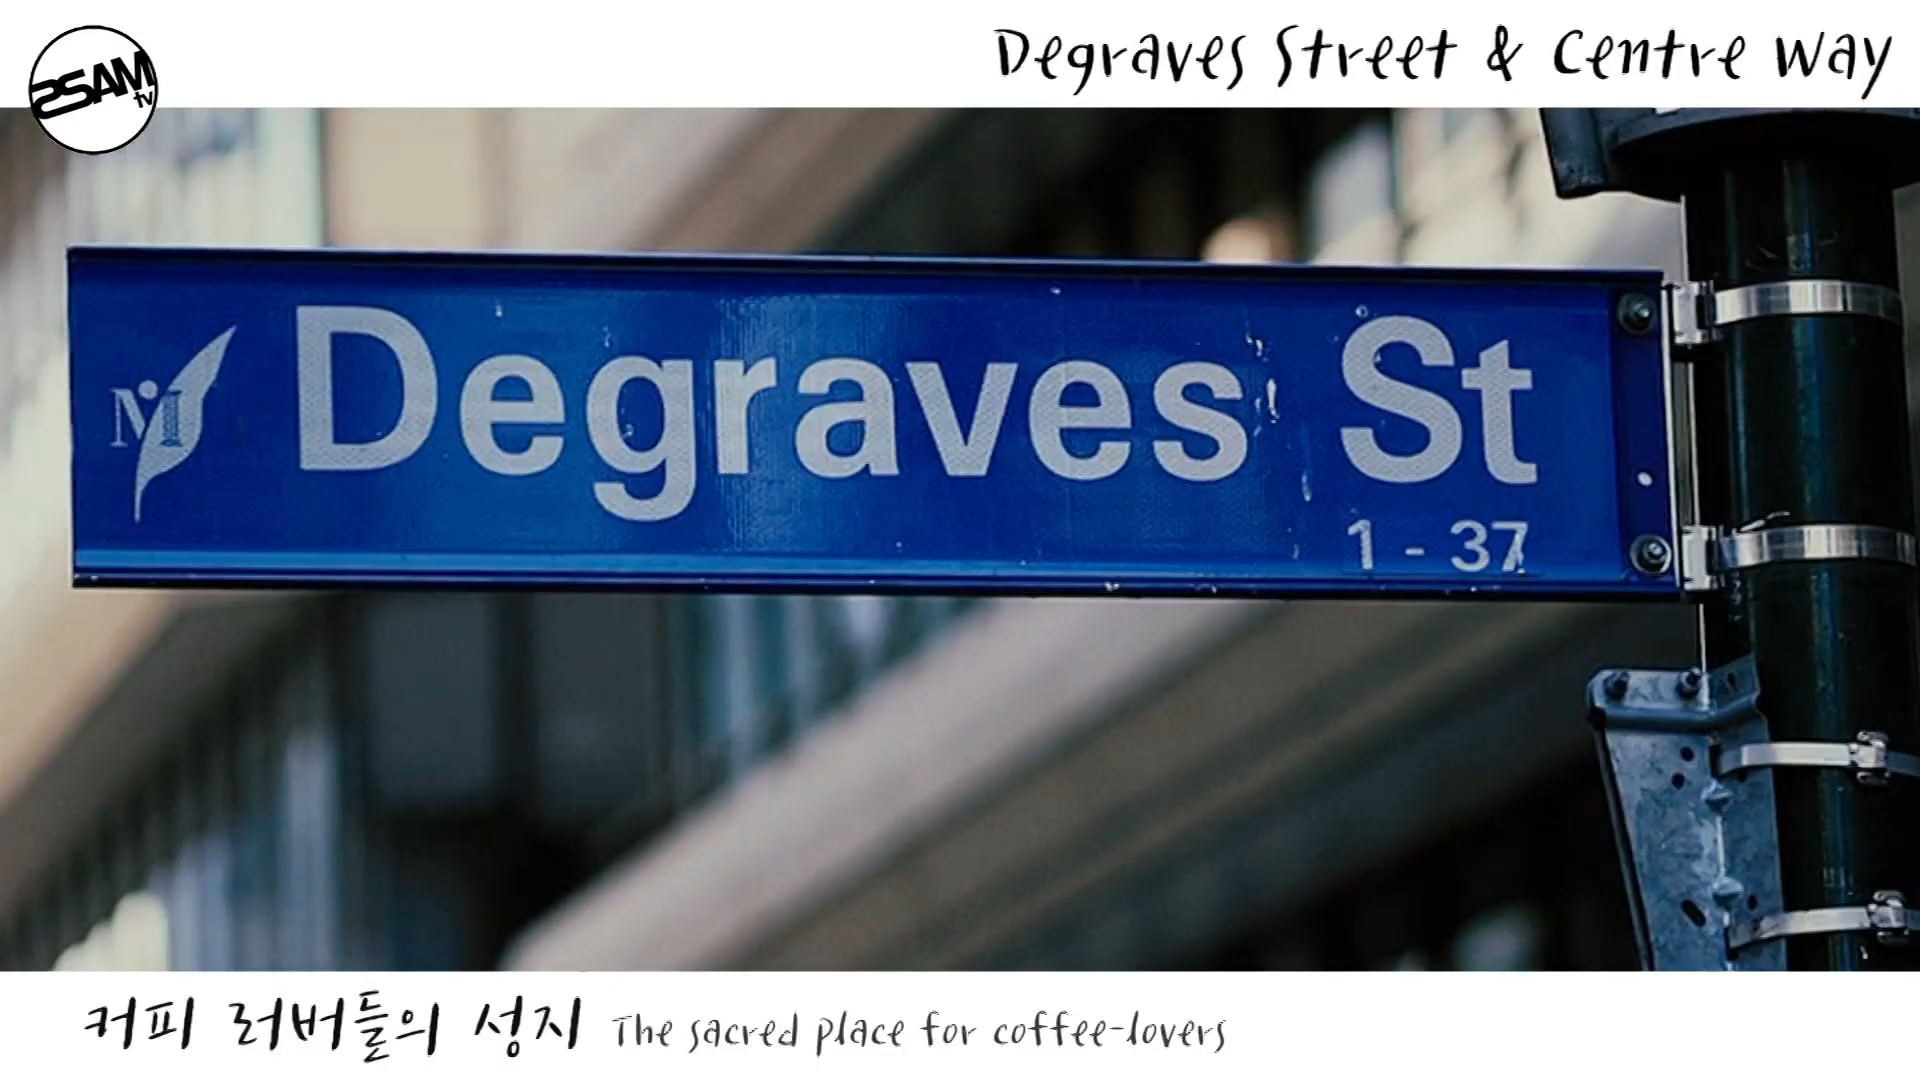 2SAM
tv
Degraves Street & Centre Way
M
Degraves St
1 - 37
커피 러버들의 성지 The sacred place for coffee-lovers